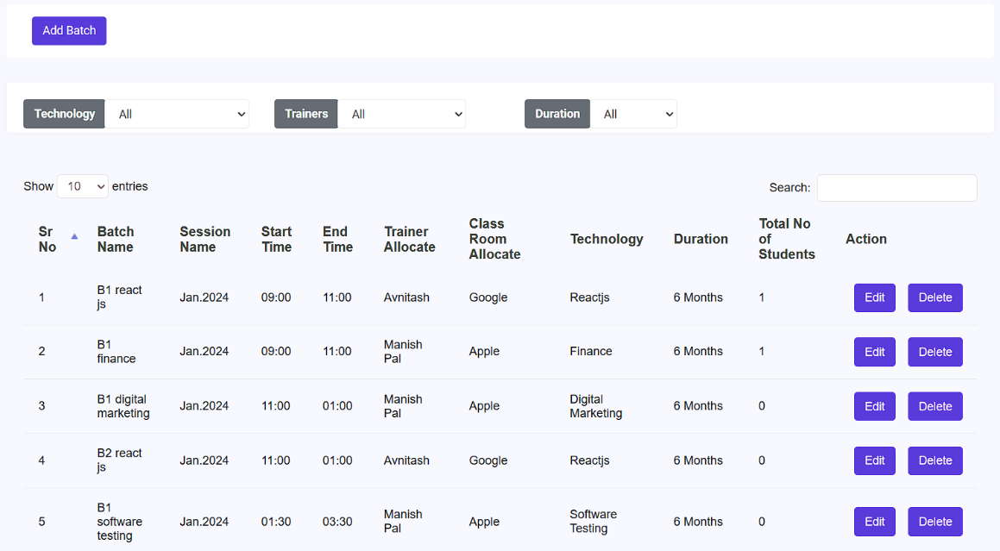 Add Batch
Technology All Trainers All Duration All
Show 10 entries Search:
Sr No Batch Name Session Name Start Time End Time Trainer Allocate Class Room Allocate Technology Duration Total No of Students Action
1 B1 react js Jan.2024 09:00 11:00 Avnitash Google Reactjs 6 Months 1 Edit Delete
2 B1 finance Jan.2024 09:00 11:00 Manish Pal Apple Finance 6 Months 1 Edit Delete
3 B1 digital marketing Jan.2024 11:00 01:00 Manish Pal Apple Digital Marketing 6 Months 0 Edit Delete
4 B2 react js Jan.2024 11:00 01:00 Avnitash Google Reactjs 6 Months 0 Edit Delete
5 B1 software testing Jan.2024 01:30 03:30 Manish Pal Apple Software Testing 6 Months 0 Edit Delete